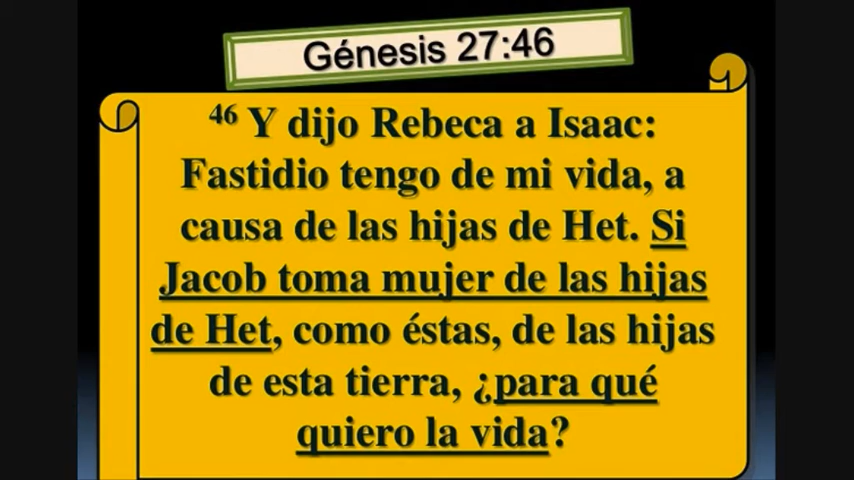 Génesis 27:46
46 Y dijo Rebeca a Isaac:
Fastidio tengo de mi vida, a
causa de las hijas de Het. Si
Jacob toma mujer de las hijas
de Het, como éstas, de las hijas
de esta tierra, ¿para qué
quiero la vida?